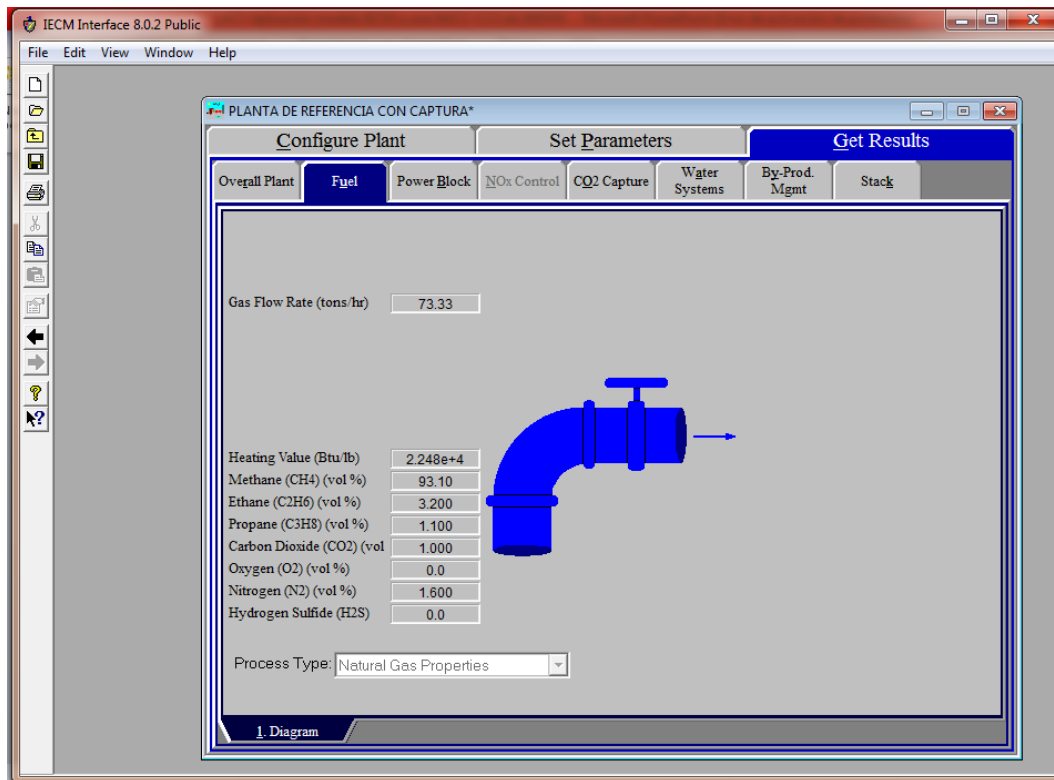 IECM Interface 8.0.2 Public
File Edit View Window Help
PLANTA DE REFERENCIA CON CAPTURA*
Configure Plant Set Parameters Get Results
Overall Plant Fuel Power Block NOx Control CO2 Capture Water Systems By-Prod. Mgmt Stack
Gas Flow Rate (tons/hr) 73.33
Heating Value (Btu/lb) 2.248e+4
Methane (CH4) (vol %) 93.10
Ethane (C2H6) (vol %) 3.200
Propane (C3H8) (vol %) 1.100
Carbon Dioxide (CO2) (vol 1.000
Oxygen (O2) (vol %) 0.0
Nitrogen (N2) (vol %) 1.600
Hydrogen Sulfide (H2S) 0.0
Process Type: Natural Gas Properties
1. Diagram